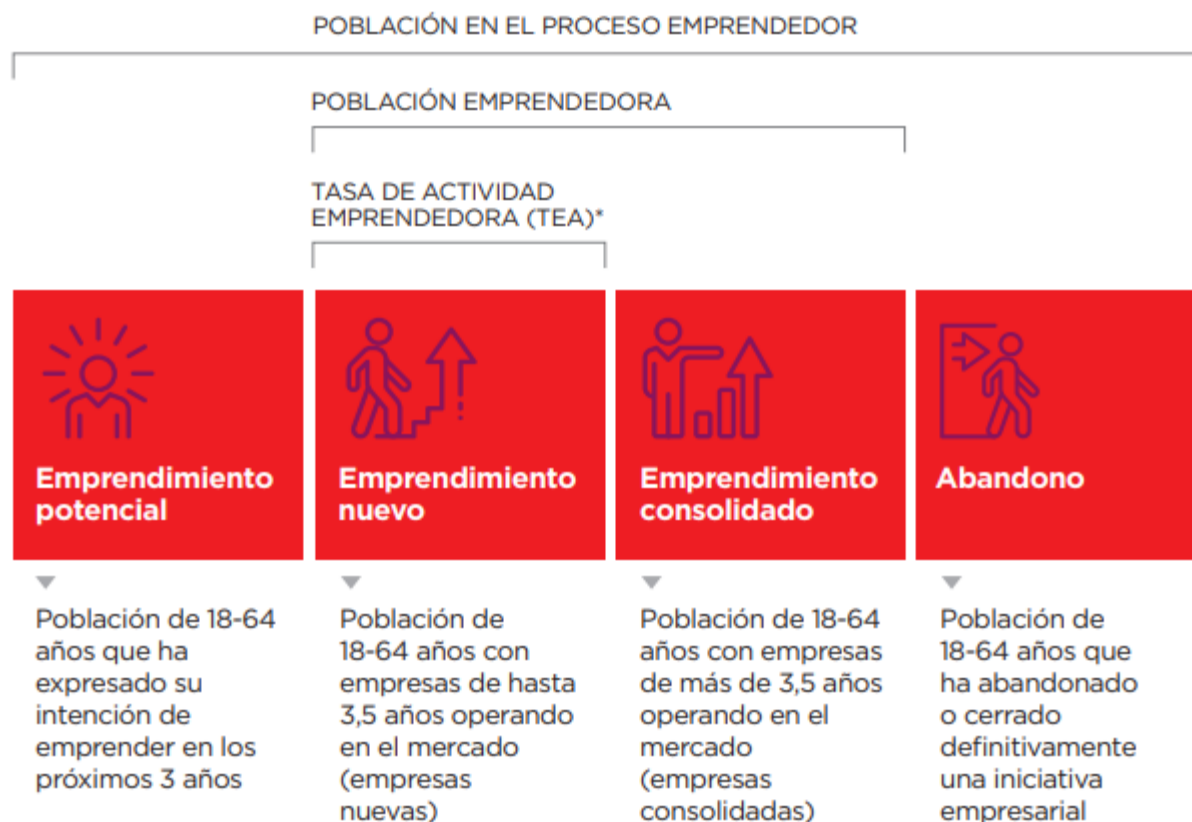 POBLACIÓN EN EL PROCESO EMPRENDEDOR
POBLACIÓN EMPRENDEDORA
TASA DE ACTIVIDAD
EMPRENDEDORA (TEA)*
Emprendimiento
potencial
Población de 18-64
años que ha
expresado su
intención de
emprender en los
próximos 3 años
Emprendimiento
nuevo
Población de
18-64 años con
empresas de hasta
3,5 años operando
en el mercado
(empresas
nuevas)
Emprendimiento
consolidado
Población de 18-64
años con empresas
de más de 3,5 años
operando en el
mercado
(empresas
consolidadas)
Abandono
Población de
18-64 años que
ha abandonado
o cerrado
definitivamente
una iniciativa
empresarial